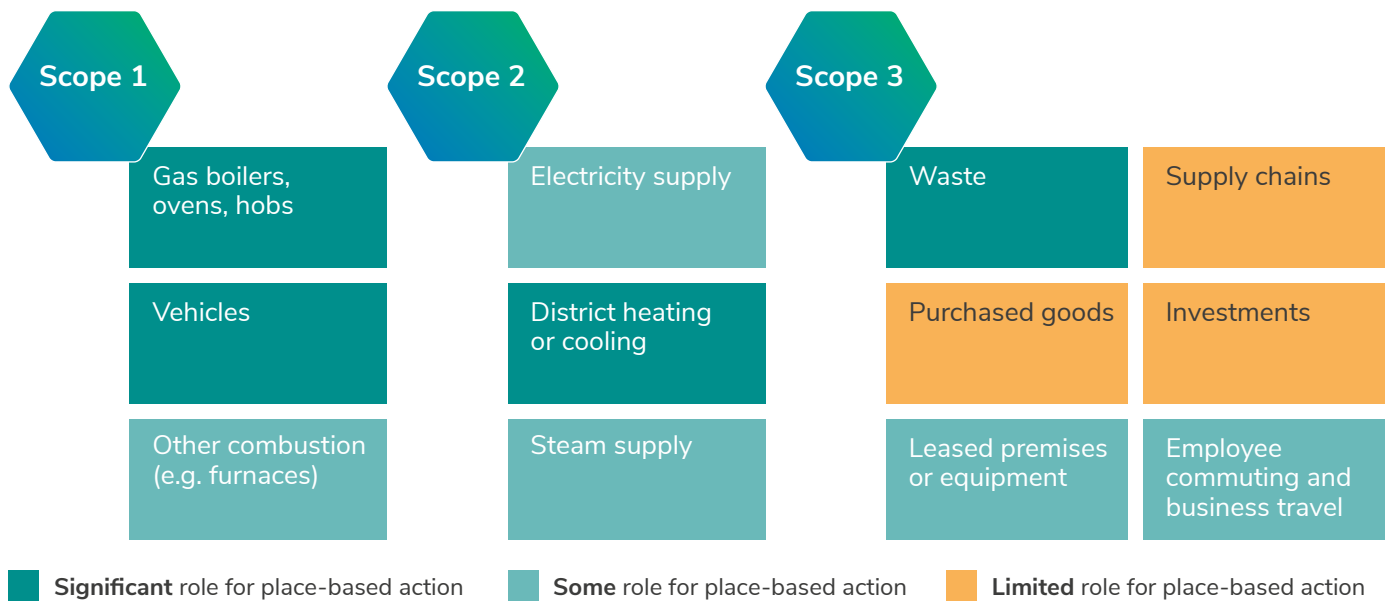 Scope 1
Scope 2
Scope 3
Gas boilers,
ovens, hobs
Electricity supply
Waste
Supply chains
Vehicles
District heating
or cooling
Purchased goods
Investments
Other combustion
(e.g. furnaces)
Steam supply
Leased premises
or equipment
Employee
commuting and
business travel
Significant role for place-based action
Some role for place-based action
Limited role for place-based action